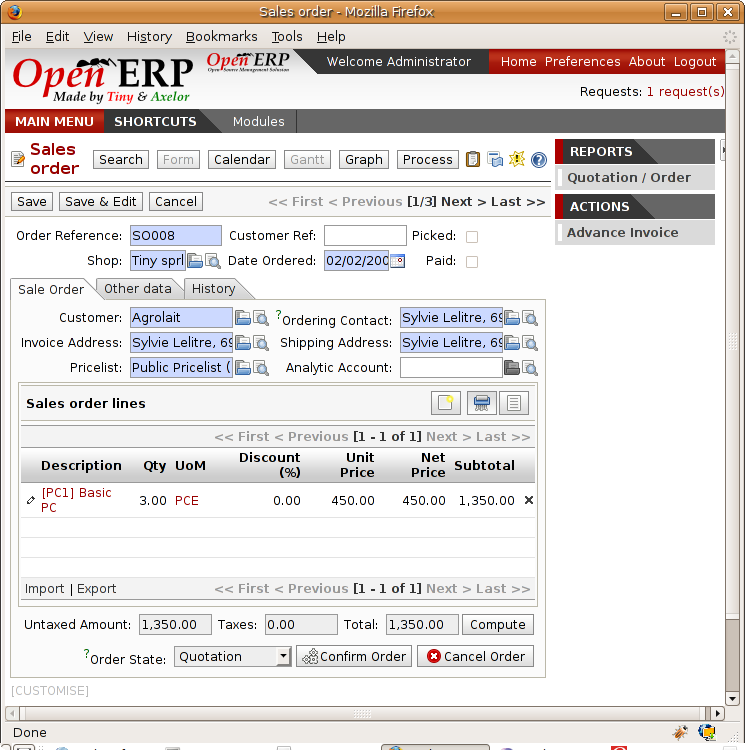 Sales order - Mozilla Firefox
File Edit View History Bookmarks Tools Help
Open ERP
Made by Tiny & Axelor
Open ERP
Open Source Management Solution
Welcome Administrator
Home Preferences About Logout
Requests: 1 request(s)
MAIN MENU SHORTCUTS Modules
Sales order
Search Form Calendar Gantt Graph Process
REPORTS
Quotation / Order
ACTIONS
Advance Invoice
Save Save & Edit Cancel << First < Previous [1/3] Next > Last >>
Order Reference: SO008 Customer Ref: Picked:
Shop: Tiny sprl Date Ordered: 02/02/200 Paid:
Sale Order Other data History
Customer: Agrolait ? Ordering Contact: Sylvie Lelitre, 69
Invoice Address: Sylvie Lelitre, 69 Shipping Address: Sylvie Lelitre, 69
Pricelist: Public Pricelist ( Analytic Account:
Sales order lines
<< First < Previous [1 - 1 of 1] Next > Last >>
Description Qty UoM Discount (%) Unit Price Net Price Subtotal
[PC1] Basic PC 3.00 PCE 0.00 450.00 450.00 1,350.00
Import | Export << First < Previous [1 - 1 of 1] Next > Last >>
Untaxed Amount: 1,350.00 Taxes: 0.00 Total: 1,350.00 Compute
? Order State: Quotation Confirm Order Cancel Order
[CUSTOMISE]
Done